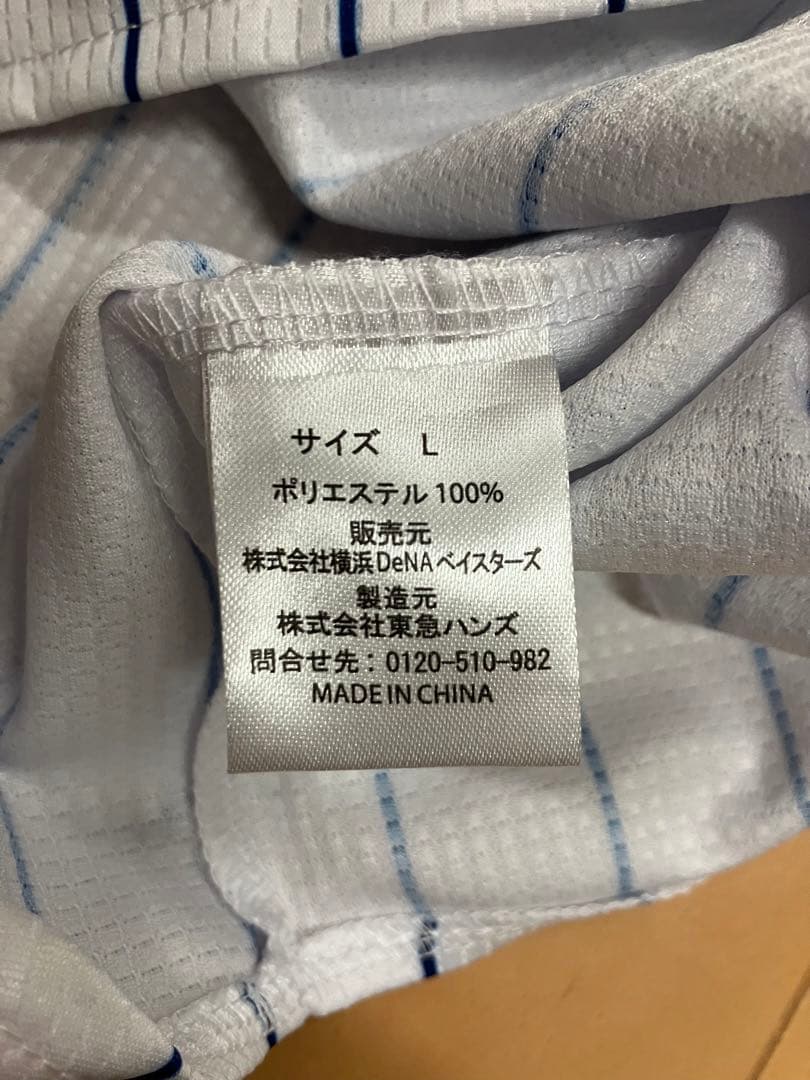 サイズ L
ポリエステル 100%
販売元
株式会社横浜DeNAベイスターズ
製造元
株式会社東急ハンズ
問合せ先：0120-510-982
MADE IN CHINA